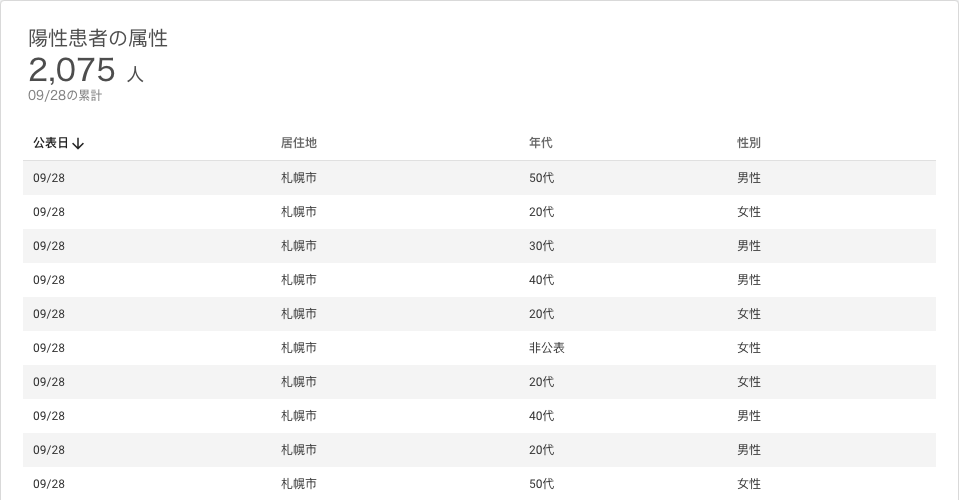 陽性患者の属性
2,075 人
09/28の累計
公表日↓ 居住地 年代 性別
09/28 札幌市 50代 男性
09/28 札幌市 20代 女性
09/28 札幌市 30代 男性
09/28 札幌市 40代 男性
09/28 札幌市 20代 女性
09/28 札幌市 非公表 女性
09/28 札幌市 20代 女性
09/28 札幌市 40代 男性
09/28 札幌市 20代 男性
09/28 札幌市 50代 女性